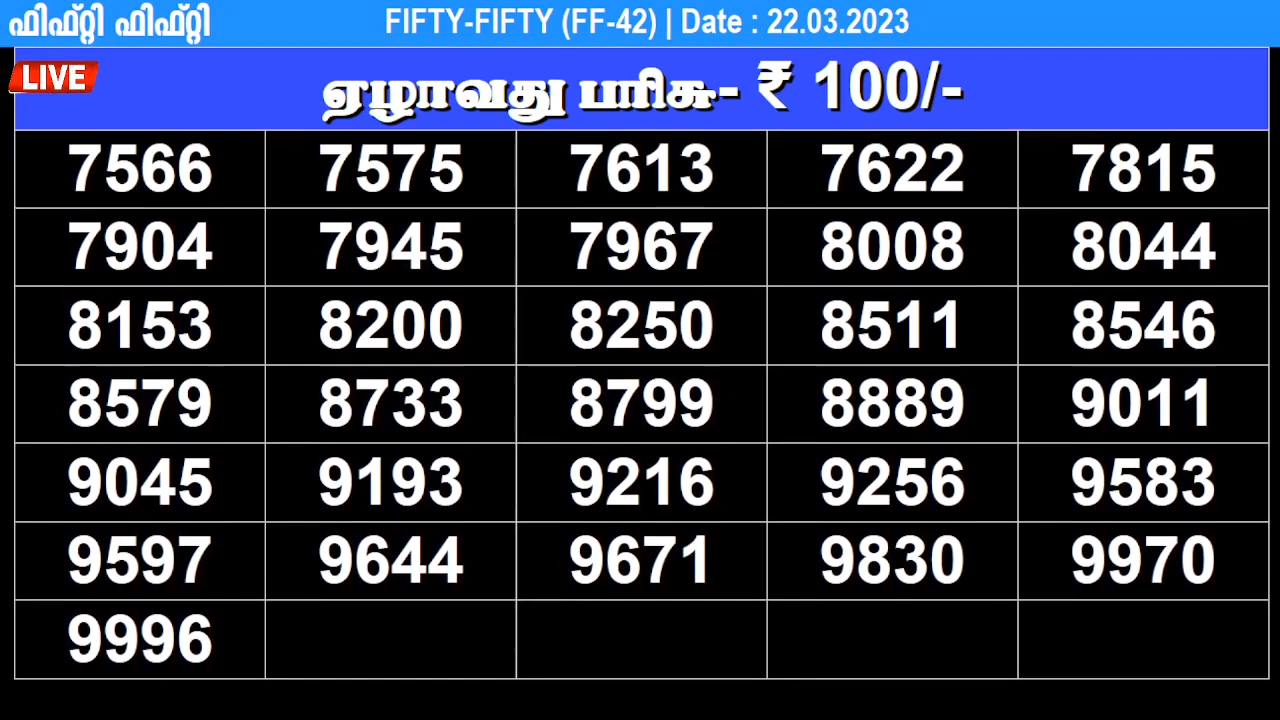 ഫിഫ്റ്റി ഫിഫ്റ്റി FIFTY-FIFTY (FF-42) | Date : 22.03.2023
LIVE
ஏழாவது பரிசு- ₹ 100/-
7566 7575 7613 7622 7815
7904 7945 7967 8008 8044
8153 8200 8250 8511 8546
8579 8733 8799 8889 9011
9045 9193 9216 9256 9583
9597 9644 9671 9830 9970
9996